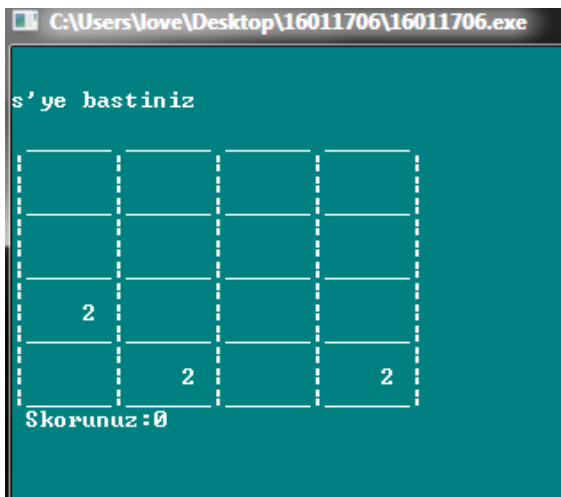 C:\Users\love\Desktop\16011706\16011706.exe
s'ye bastiniz
2
2 2
Skorunuz:0